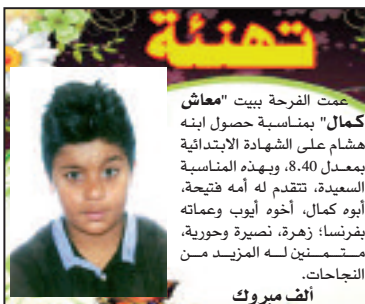 تهنئة
عمت الفرحة ببيت "معاش
كمال" بمناسبة حصول ابنه
هشام على الشهادة الابتدائية
بمعدل 8.40، وبهذه المناسبة
السعيدة، تتقدم له أمه فتيحة،
أبوه كمال، أخوه أيوب وعماته
بفرنسا؛ زهرة، نصيرة وحورية،
متمنين له المزيد من
النجاحات.
ألف مبروك